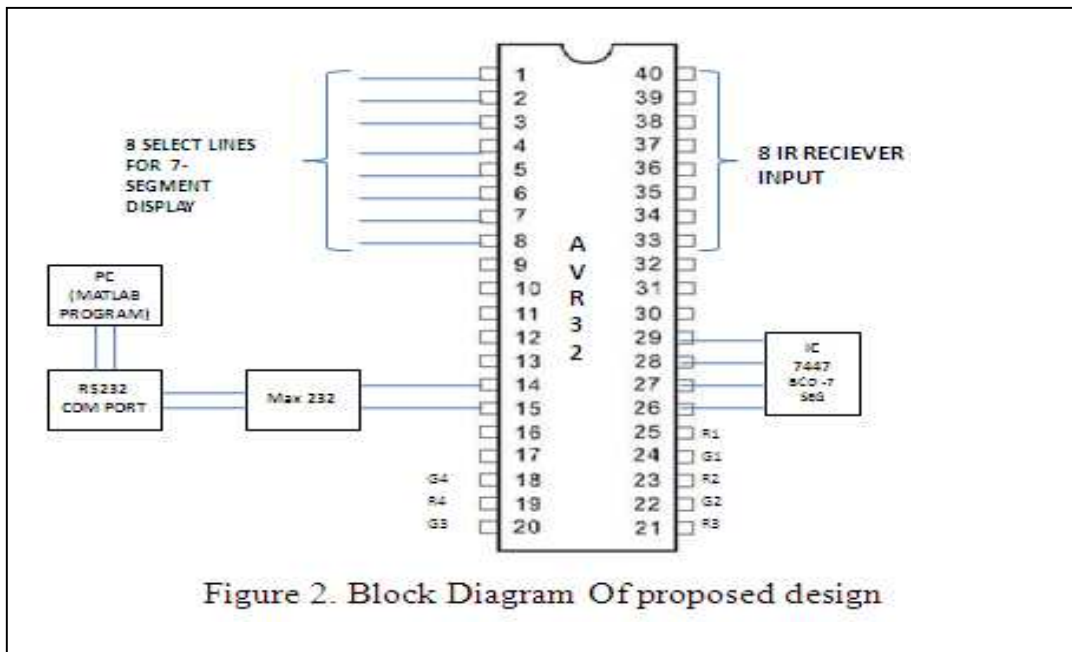 8 SELECT LINES
FOR 7-
SEGMENT
DISPLAY
PC
(MATLAB
PROGRAM)
RS232
COM PORT
Max 232
1
2
3
4
5
6
7
8
9
10
11
12
13
14
15
16
17
18
19
20
G4
R4
G3
A
V
R
3
2
40
39
38
37
36
35
34
33
32
31
30
29
28
27
26
25
24
23
22
21
8 IR RECIEVER
INPUT
IC
7447
BCD -7
SEG
R1
G1
R2
G2
R3
Figure 2. Block Diagram Of proposed design